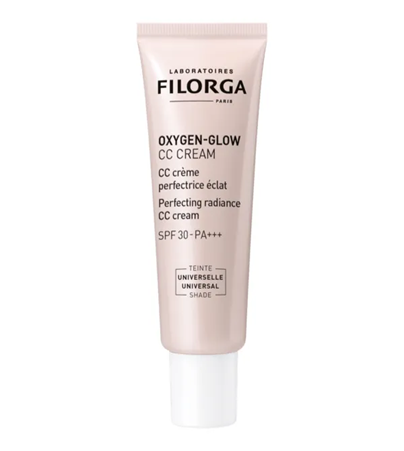 LABORATOIRES
FILORGA
PARIS
OXYGEN-GLOW
CC CREAM
CC crème
perfectrice éclat
Perfecting radiance
CC cream
SPF 30-PA+++
TEINTE
UNIVERSELLE
UNIVERSAL
SHADE